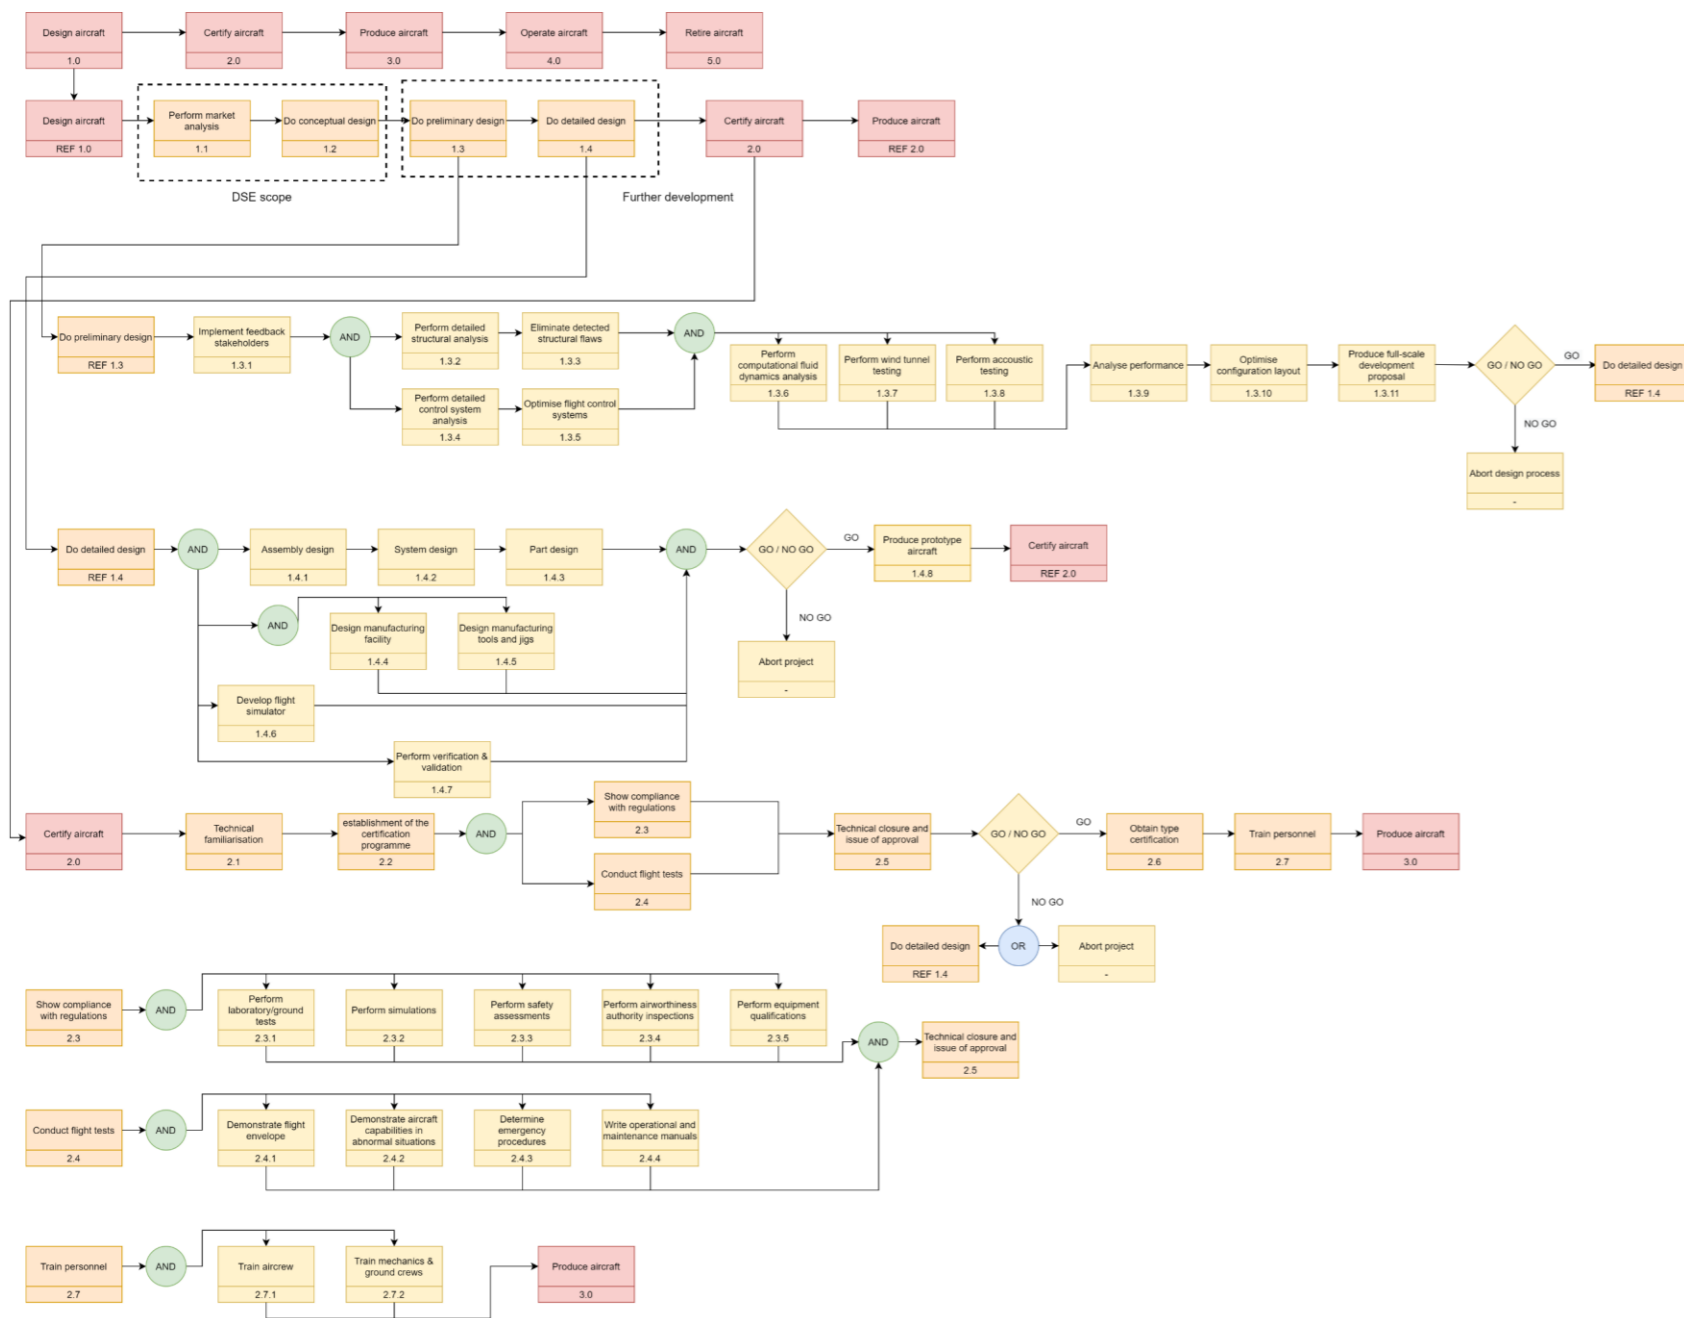 Design aircraft
1.0
Certify aircraft
2.0
Produce aircraft
3.0
Operate aircraft
4.0
Retire aircraft
5.0
Design aircraft
REF 1.0
Perform market
analysis
1.1
Do conceptual design
1.2
Do preliminary design
1.3
Do detailed design
1.4
Certify aircraft
2.0
Produce aircraft
REF 2.0
DSE scope
Further development
Do preliminary design
REF 1.3
Implement feedback
stakeholders
1.3.1
AND
Perform detailed
structural analysis
1.3.2
Eliminate detected
structural flaws
1.3.3
Perform detailed
control system
analysis
1.3.4
Optimise flight control
systems
1.3.5
AND
Perform
computational fluid
dynamics analysis
1.3.6
Perform wind tunnel
testing
1.3.7
Perform accoustic
testing
1.3.8
Analyse performance
1.3.9
Optimise
configuration layout
1.3.10
Produce full-scale
development
proposal
1.3.11
GO / NO GO
GO
Do detailed design
REF 1.4
NO GO
Abort design process
-
Do detailed design
REF 1.4
AND
Assembly design
1.4.1
System design
1.4.2
Part design
1.4.3
AND
GO / NO GO
GO
Produce prototype
aircraft
1.4.8
Certify aircraft
REF 2.0
AND
Design manufacturing
facility
1.4.4
Design manufacturing
tools and jigs
1.4.5
NO GO
Abort project
-
Develop flight
simulator
1.4.6
Perform verification &
validation
1.4.7
Certify aircraft
2.0
Technical
familiarisation
2.1
establishment of the
certification
programme
2.2
AND
Show compliance
with regulations
2.3
Conduct flight tests
2.4
Technical closure and
issue of approval
2.5
GO / NO GO
GO
Obtain type
certification
2.6
Train personnel
2.7
Produce aircraft
3.0
NO GO
Do detailed design
REF 1.4
OR
Abort project
-
Show compliance
with regulations
2.3
AND
Perform
laboratory/ground
tests
2.3.1
Perform simulations
2.3.2
Perform safety
assessments
2.3.3
Perform airworthiness
authority inspections
2.3.4
Perform equipment
qualifications
2.3.5
AND
Technical closure and
issue of approval
2.5
Conduct flight tests
2.4
AND
Demonstrate flight
envelope
2.4.1
Demonstrate aircraft
capabilities in
abnormal situations
2.4.2
Determine
emergency
procedures
2.4.3
Write operational and
maintenance manuals
2.4.4
Train personnel
2.7
AND
Train aircrew
2.7.1
Train mechanics &
ground crews
2.7.2
Produce aircraft
3.0